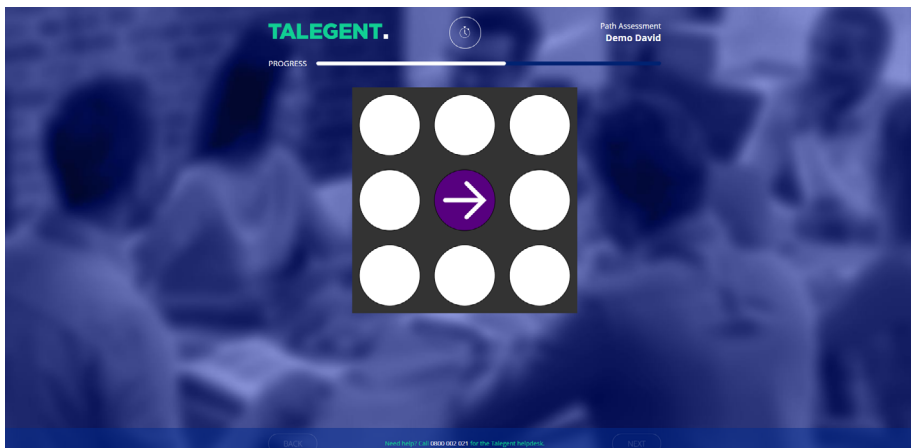 TALEGENT.
Path Assessment
Demo David
PROGRESS
BACK
Need help? Call 0800 002 021 for the Talegent helpdesk.
NEXT